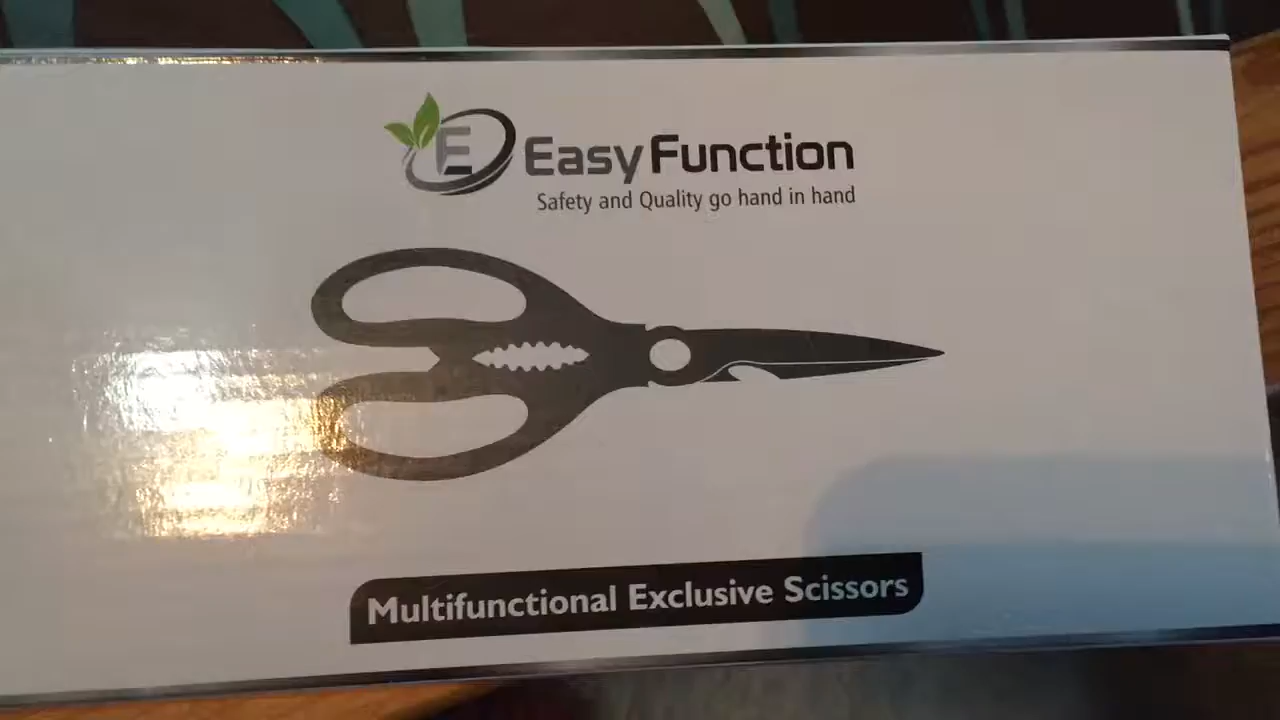 E EasyFunction
Safety and Quality go hand in hand
Multifunctional Exclusive Scissors